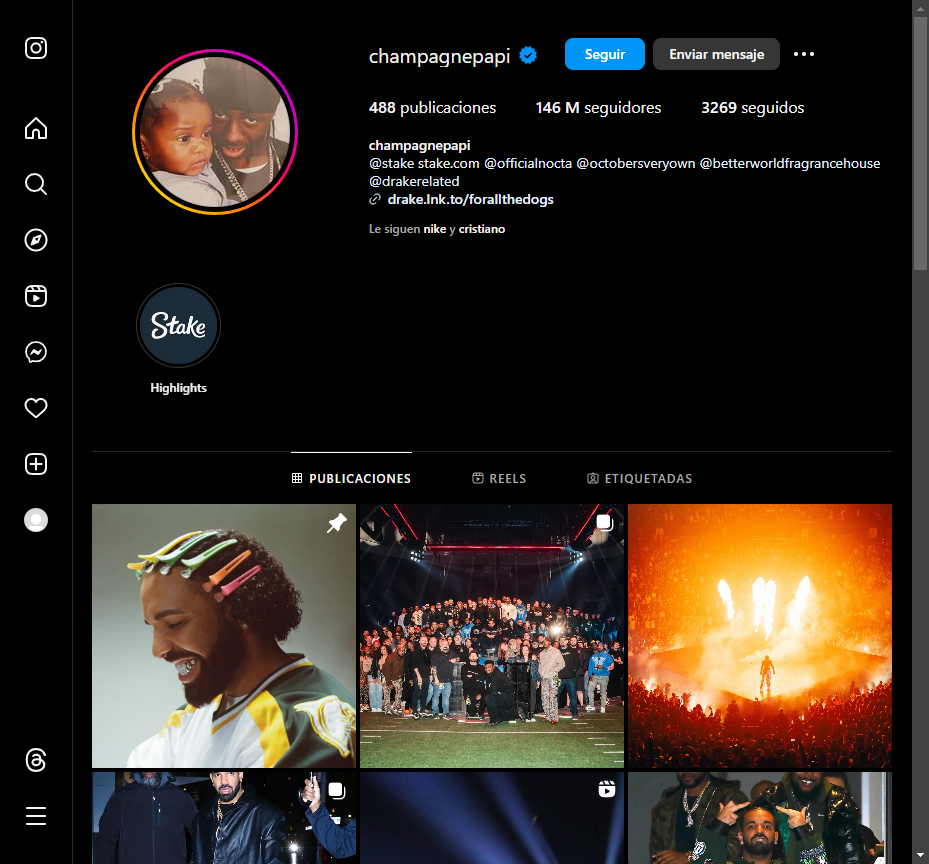 champagnepapi
Seguir
Enviar mensaje
488 publicaciones
146 M seguidores
3269 seguidos
champagnepapi
@stake stake.com @officialnocta @octobersveryown @betterworldfragrancehouse
@drakerelated
drake.lnk.to/forallthedogs
Le siguen nike y cristiano
Stake
Highlights
PUBLICACIONES
REELS
ETIQUETADAS